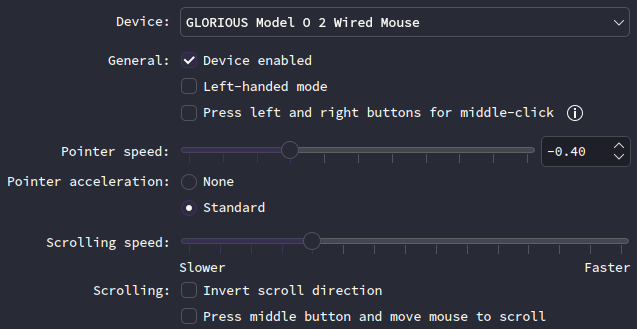 Device: GLORIOUS Model O 2 Wired Mouse
General: Device enabled
Left-handed mode
Press left and right buttons for middle-click
Pointer speed: -0.40
Pointer acceleration: None
Standard
Scrolling speed:
Slower Faster
Scrolling: Invert scroll direction
Press middle button and move mouse to scroll